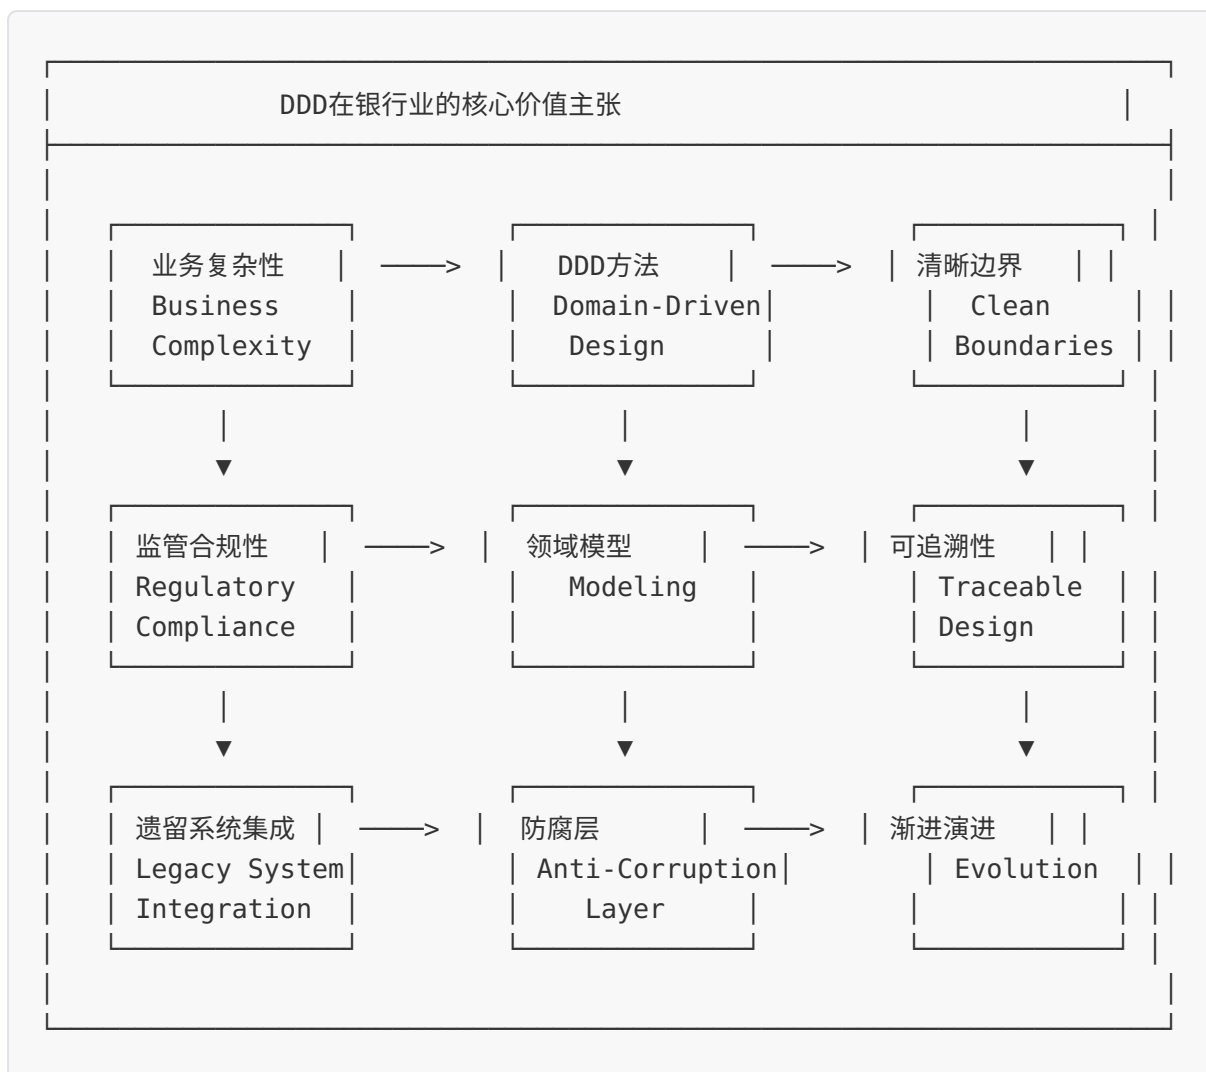 DDD在银行业的核心价值主张
业务复杂性 ────> DDD方法 ────> 清晰边界
Business Domain-Driven Clean
Complexity Design Boundaries
▼ ▼ ▼
监管合规性 ────> 领域模型 ────> 可追溯性
Regulatory Modeling Traceable
Compliance Design
▼ ▼ ▼
遗留系统集成 ────> 防腐层 ────> 渐进演进
Legacy System Anti-Corruption Evolution
Integration Layer